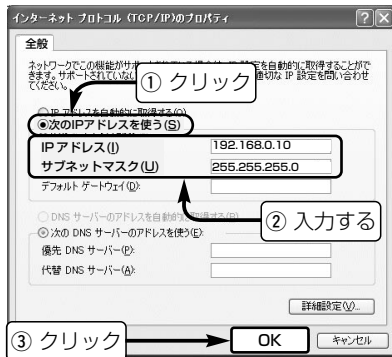 インターネット プロトコル (TCP/IP)のプロパティ
全般
ネットワークでこの機能がサポ
IP 設定を自動的に取得することがで
きます。サポートされていない
適切な IP 設定を問い合わせ
てください。
① クリック
IP アドレスを自動的に取得する(O)
次のIPアドレスを使う(S)
IP アドレス(I) 192.168.0.10
サブネットマスク(U) 255.255.255.0
デフォルト ゲートウェイ(D):
DNS サーバーのアドレスを自動的に取得する(B)
② 入力する
次の DNS サーバーのアドレスを使う(E):
優先 DNS サーバー(P):
代替 DNS サーバー(A):
詳細設定(V)...
③ クリック
OK
キャンセル